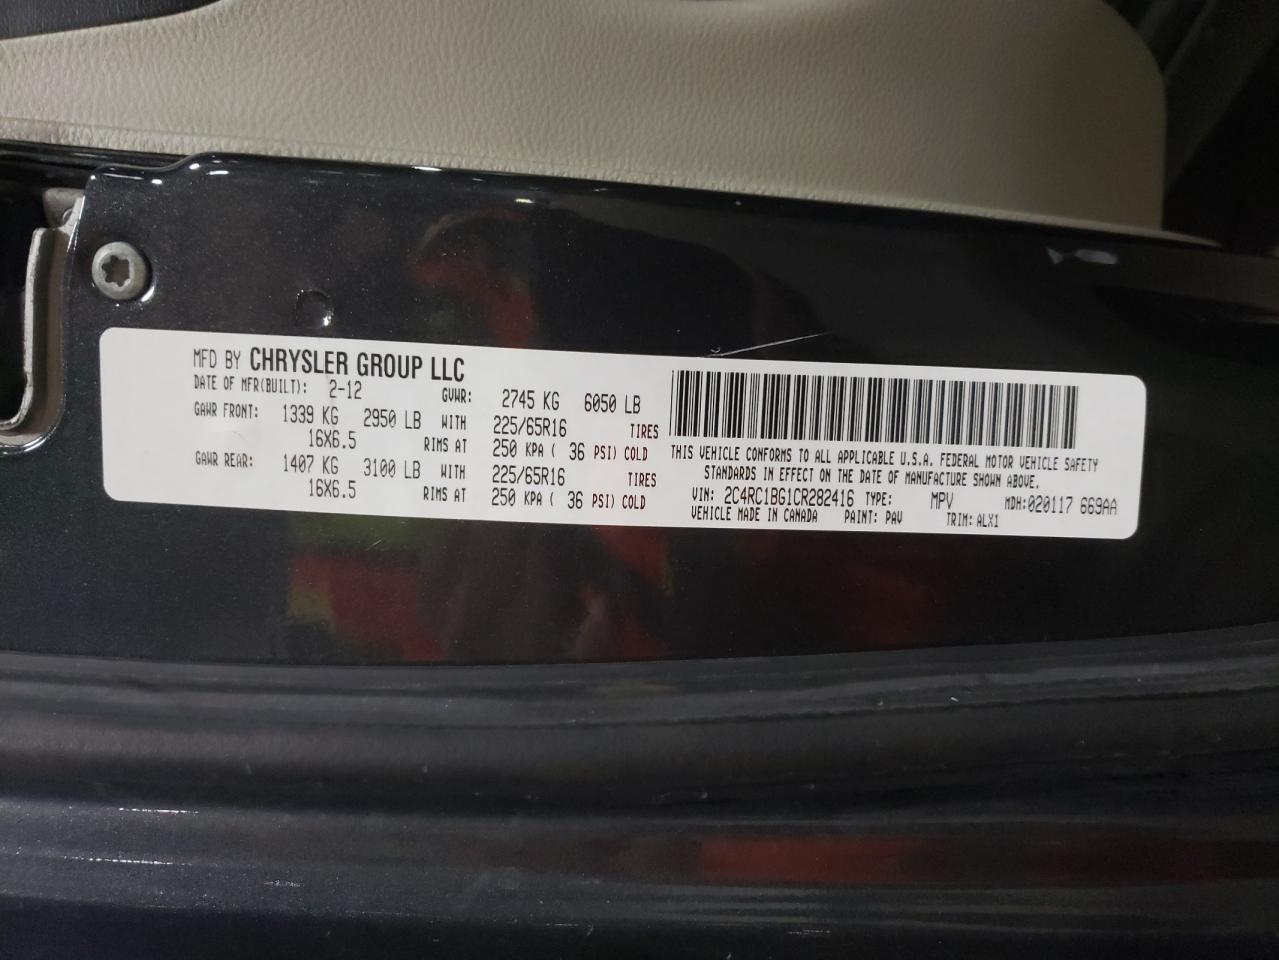 MFD BY CHRYSLER GROUP LLC
DATE OF MFR(BUILT): 2-12 GVWR: 2745 KG 6050 LB
GAWR FRONT: 1339 KG 2950 LB WITH 225/65R16 TIRES
16X6.5 RIMS AT 250 KPA ( 36 PSI) COLD
GAWR REAR: 1407 KG 3100 LB WITH 225/65R16 TIRES
16X6.5 RIMS AT 250 KPA ( 36 PSI) COLD
THIS VEHICLE CONFORMS TO ALL APPLICABLE U.S.A. FEDERAL MOTOR VEHICLE SAFETY
STANDARDS IN EFFECT ON THE DATE OF MANUFACTURE SHOWN ABOVE.
VIN: 2C4RC1BG1CR282416 TYPE: MPV MDH:020117 669AA
VEHICLE MADE IN CANADA PAINT: PAV TRIM: ALX1